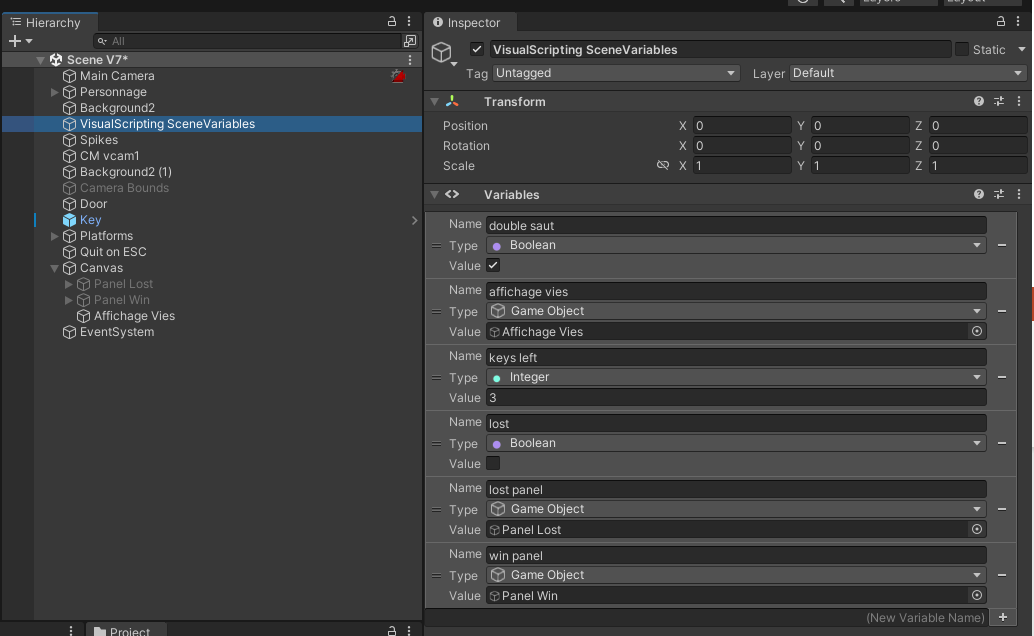 Layers
Layout
Hierarchy
All
Scene V7*
Main Camera
Personnage
Background2
VisualScripting SceneVariables
Spikes
CM vcam1
Background2 (1)
Camera Bounds
Door
Key
Platforms
Quit on ESC
Canvas
Panel Lost
Panel Win
Affichage Vies
EventSystem
Project
Inspector
VisualScripting SceneVariables
Static
Tag Untagged Layer Default
Transform
Position X 0 Y 0 Z 0
Rotation X 0 Y 0 Z 0
Scale X 1 Y 1 Z 1
Variables
Name double saut
Type Boolean
Value
Name affichage vies
Type Game Object
Value Affichage Vies
Name keys left
Type Integer
Value 3
Name lost
Type Boolean
Value
Name lost panel
Type Game Object
Value Panel Lost
Name win panel
Type Game Object
Value Panel Win
(New Variable Name)